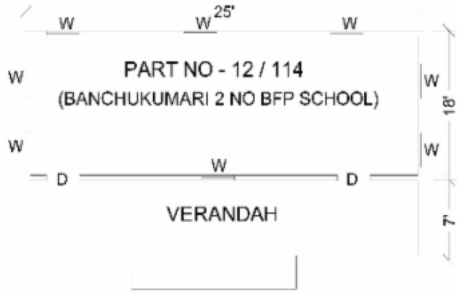 25'
W W W
PART NO - 12 / 114
W W
(BANCHUKUMARI 2 NO BFP SCHOOL)
18'
W W
W
D D
VERANDAH
7'